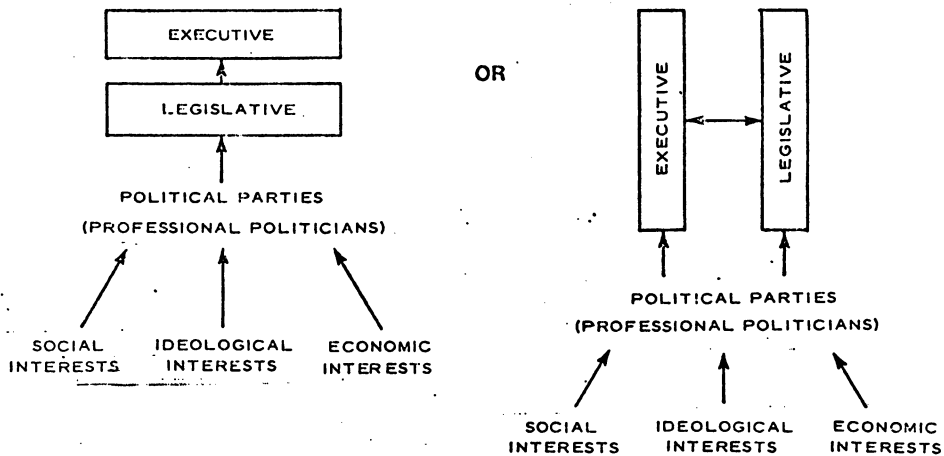 EXECUTIVE
LEGISLATIVE
POLITICAL PARTIES
(PROFESSIONAL POLITICIANS)
SOCIAL
INTERESTS
IDEOLOGICAL
INTERESTS
ECONOMIC
INTERESTS
OR
EXECUTIVE
LEGISLATIVE
POLITICAL PARTIES
(PROFESSIONAL POLITICIANS)
SOCIAL
INTERESTS
IDEOLOGICAL
INTERESTS
ECONOMIC
INTERESTS